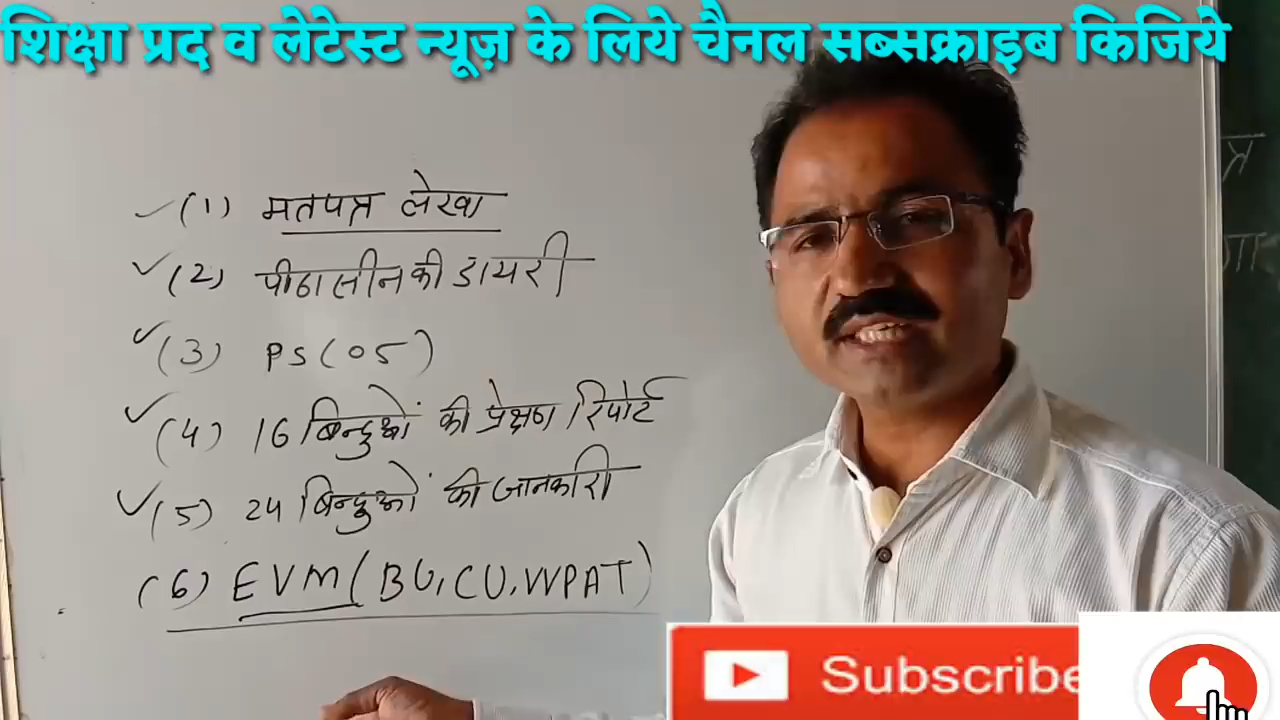 शिक्षा प्रद व लेटेस्ट न्यूज़ के लिये चैनल सब्सक्राइब किजिये
(1) मतपत्र लेखा
(2) पीठासीन की डायरी
(3) PS(05)
(4) 16 बिन्दुओं की प्रेक्षण रिपोर्ट
(5) 24 बिन्दुओं की जानकारी
(6) EVM(BU,CU,VVPAT)
Subscribe